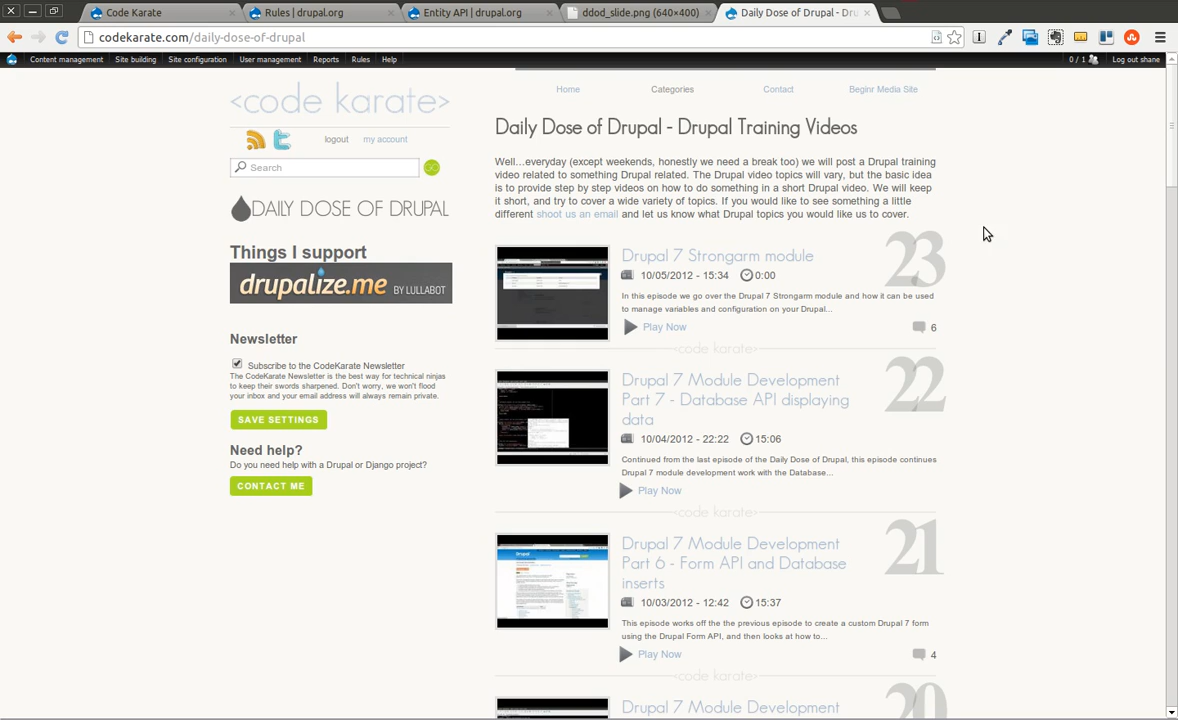 Code Karate
Rules | drupal.org
Entity API | drupal.org
ddod_slide.png (640×400)
Daily Dose of Drupal - Dru
codekarate.com/daily-dose-of-drupal
Content management
Site building
Site configuration
User management
Reports
Rules
Help
0 / 1
Log out shane
<code karate>
logout
my account
Search
GO
DAILY DOSE OF DRUPAL
Things I support
drupalize.me BY LULLABOT
Newsletter
Subscribe to the CodeKarate Newsletter
The CodeKarate Newsletter is the best way for technical ninjas
to keep their swords sharpened. Don't worry, we won't flood
your inbox and your email address will always remain private.
SAVE SETTINGS
Need help?
Do you need help with a Drupal or Django project?
CONTACT ME
Home
Categories
Contact
Beginr Media Site
Daily Dose of Drupal - Drupal Training Videos
Well...everyday (except weekends, honestly we need a break too) we will post a Drupal training
video related to something Drupal related. The Drupal video topics will vary, but the basic idea
is to provide step by step videos on how to do something in a short Drupal video. We will keep
it short, and try to cover a wide variety of topics. If you would like to see something a little
different shoot us an email and let us know what Drupal topics you would like us to cover.
23
Drupal 7 Strongarm module
10/05/2012 - 15:34 0:00
In this episode we go over the Drupal 7 Strongarm module and how it can be used
to manage variables and configuration on your Drupal...
Play Now
6
<code karate>
22
Drupal 7 Module Development
Part 7 - Database API displaying
data
10/04/2012 - 22:22 15:06
Continued from the last episode of the Daily Dose of Drupal, this episode continues
Drupal 7 module development work with the Database...
Play Now
<code karate>
21
Drupal 7 Module Development
Part 6 - Form API and Database
inserts
10/03/2012 - 12:42 15:37
This episode works off the the previous episode to create a custom Drupal 7 form
using the Drupal Form API, and then looks at how to...
Play Now
4
<code karate>
20
Drupal 7 Module Development